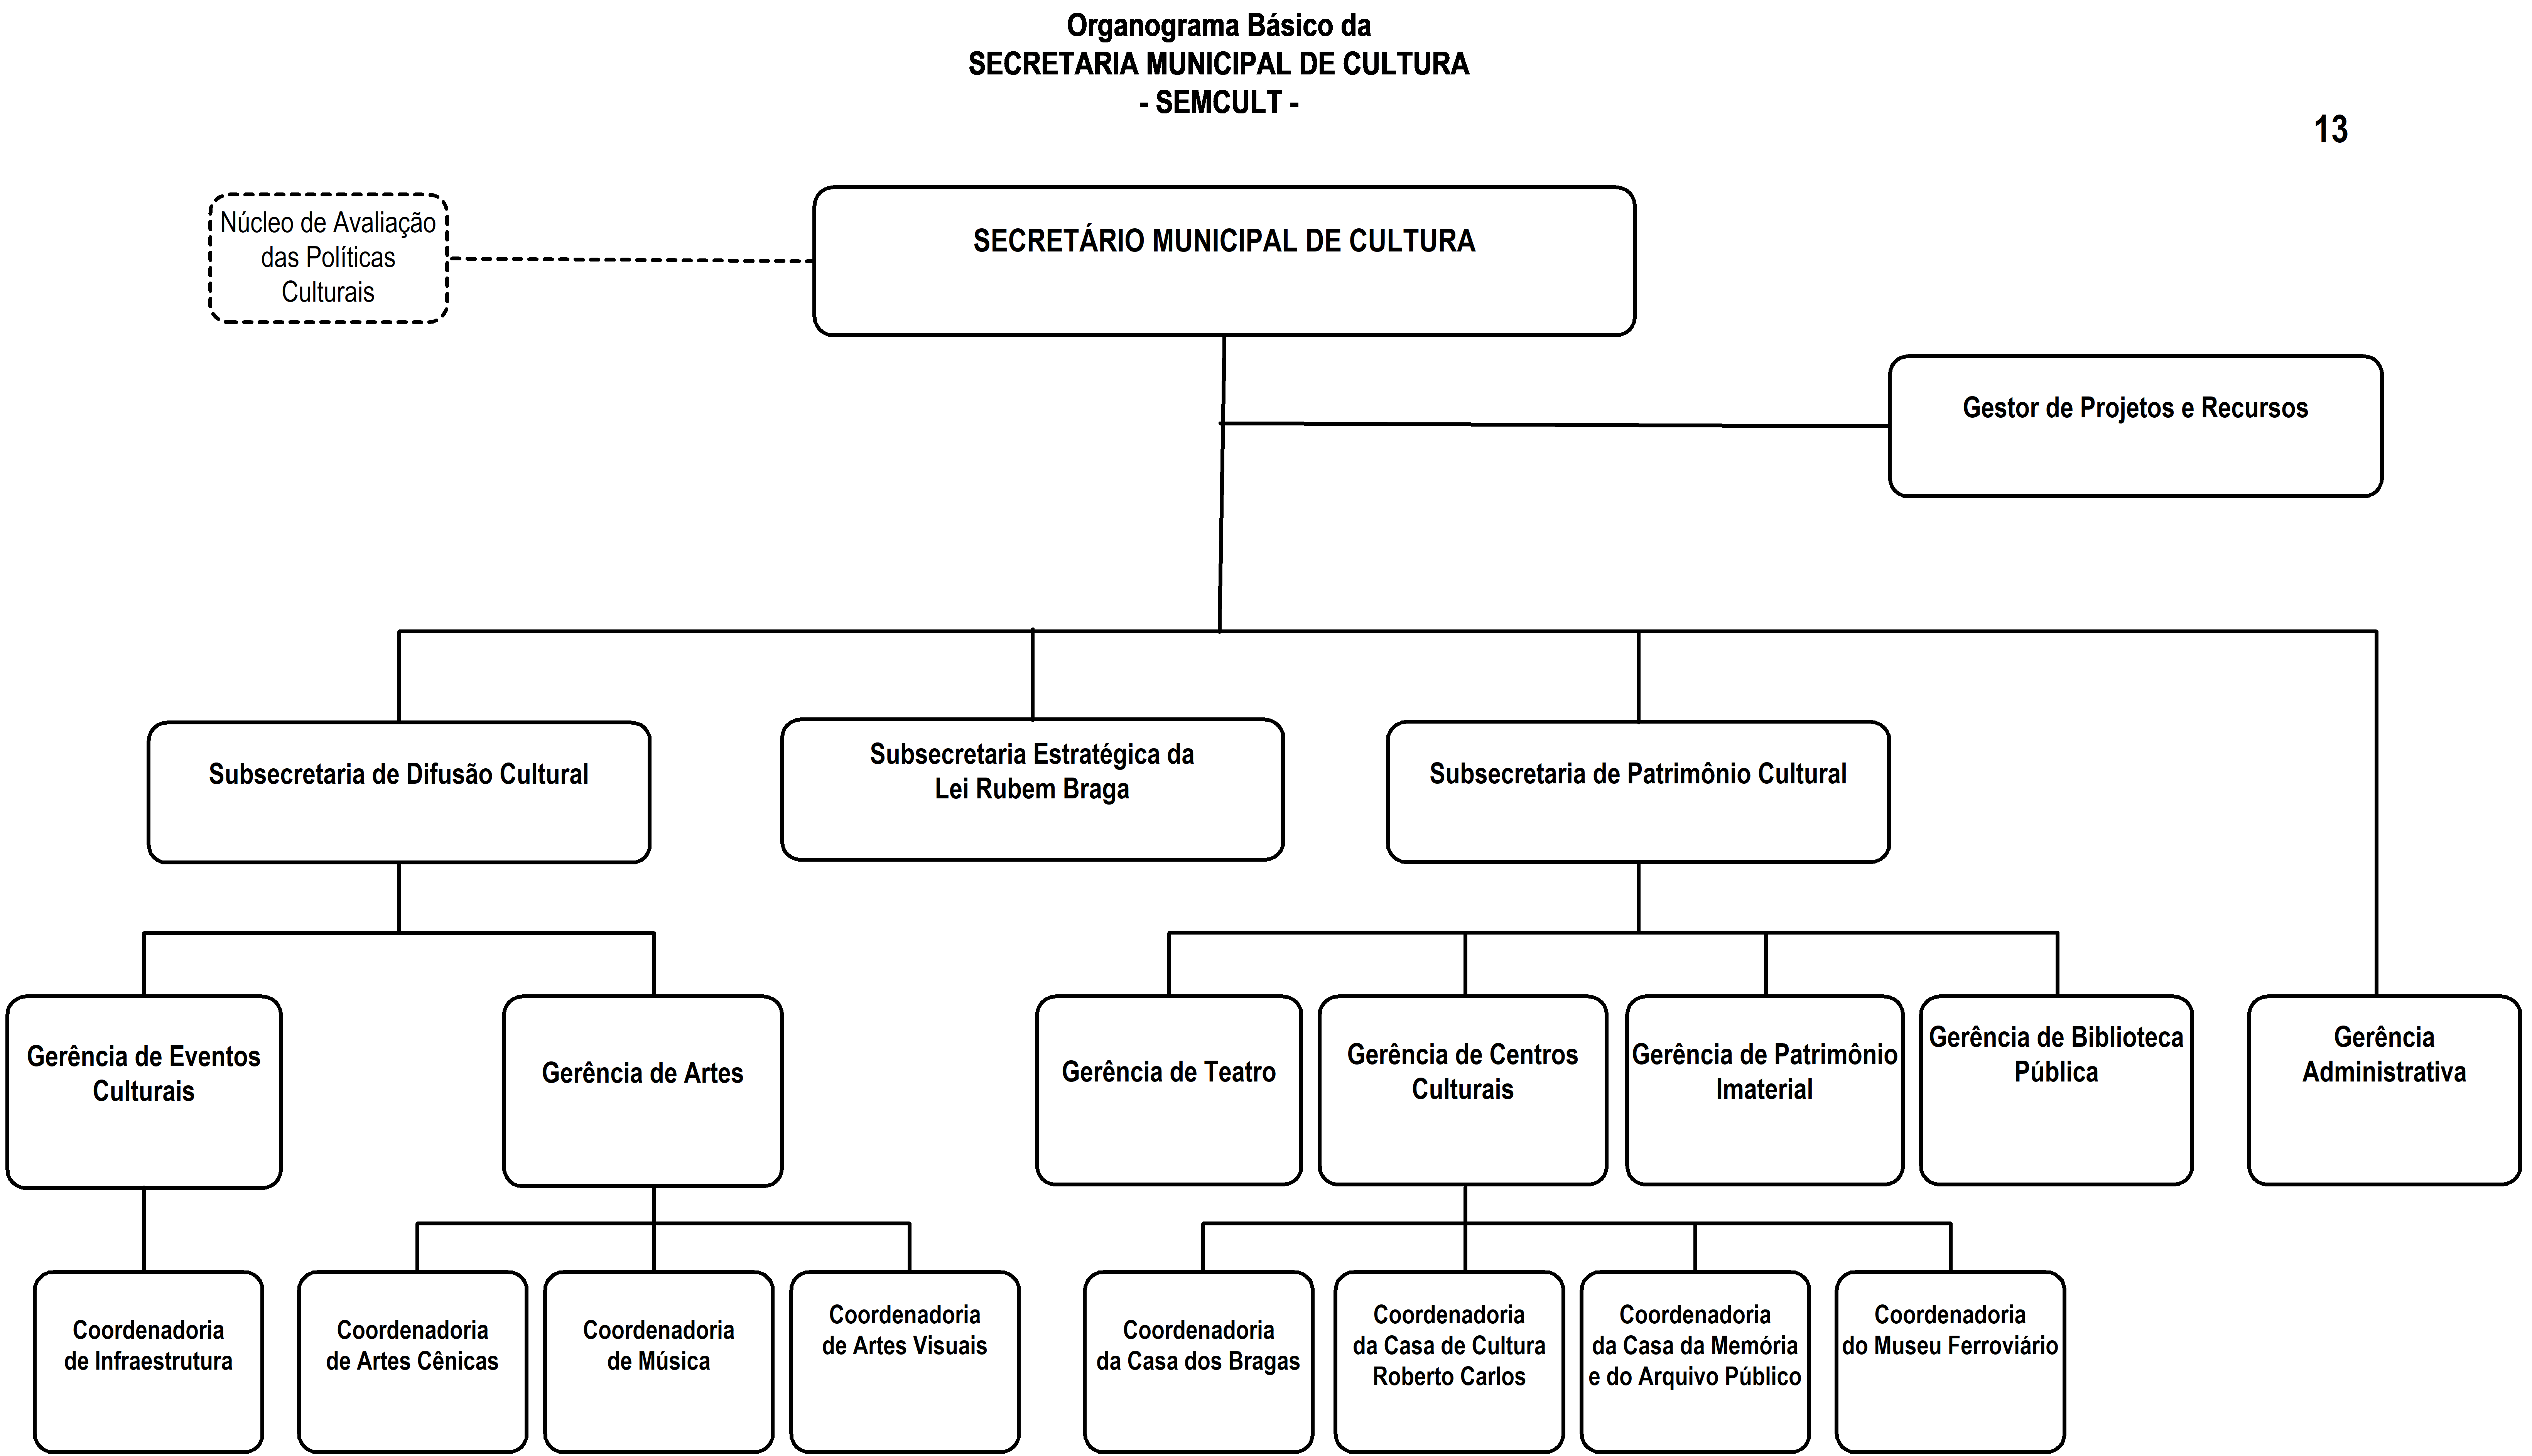 Organograma Básico da
SECRETARIA MUNICIPAL DE CULTURA
- SEMCULT -
13
Núcleo de Avaliação
das Políticas
Culturais
SECRETÁRIO MUNICIPAL DE CULTURA
Gestor de Projetos e Recursos
Subsecretaria de Difusão Cultural
Subsecretaria Estratégica da
Lei Rubem Braga
Subsecretaria de Patrimônio Cultural
Gerência de Eventos
Culturais
Gerência de Artes
Gerência de Teatro
Gerência de Centros
Culturais
Gerência de Patrimônio
Imaterial
Gerência de Biblioteca
Pública
Gerência
Administrativa
Coordenadoria
de Infraestrutura
Coordenadoria
de Artes Cênicas
Coordenadoria
de Música
Coordenadoria
de Artes Visuais
Coordenadoria
da Casa dos Bragas
Coordenadoria
da Casa de Cultura
Roberto Carlos
Coordenadoria
da Casa da Memória
e do Arquivo Público
Coordenadoria
do Museu Ferroviário